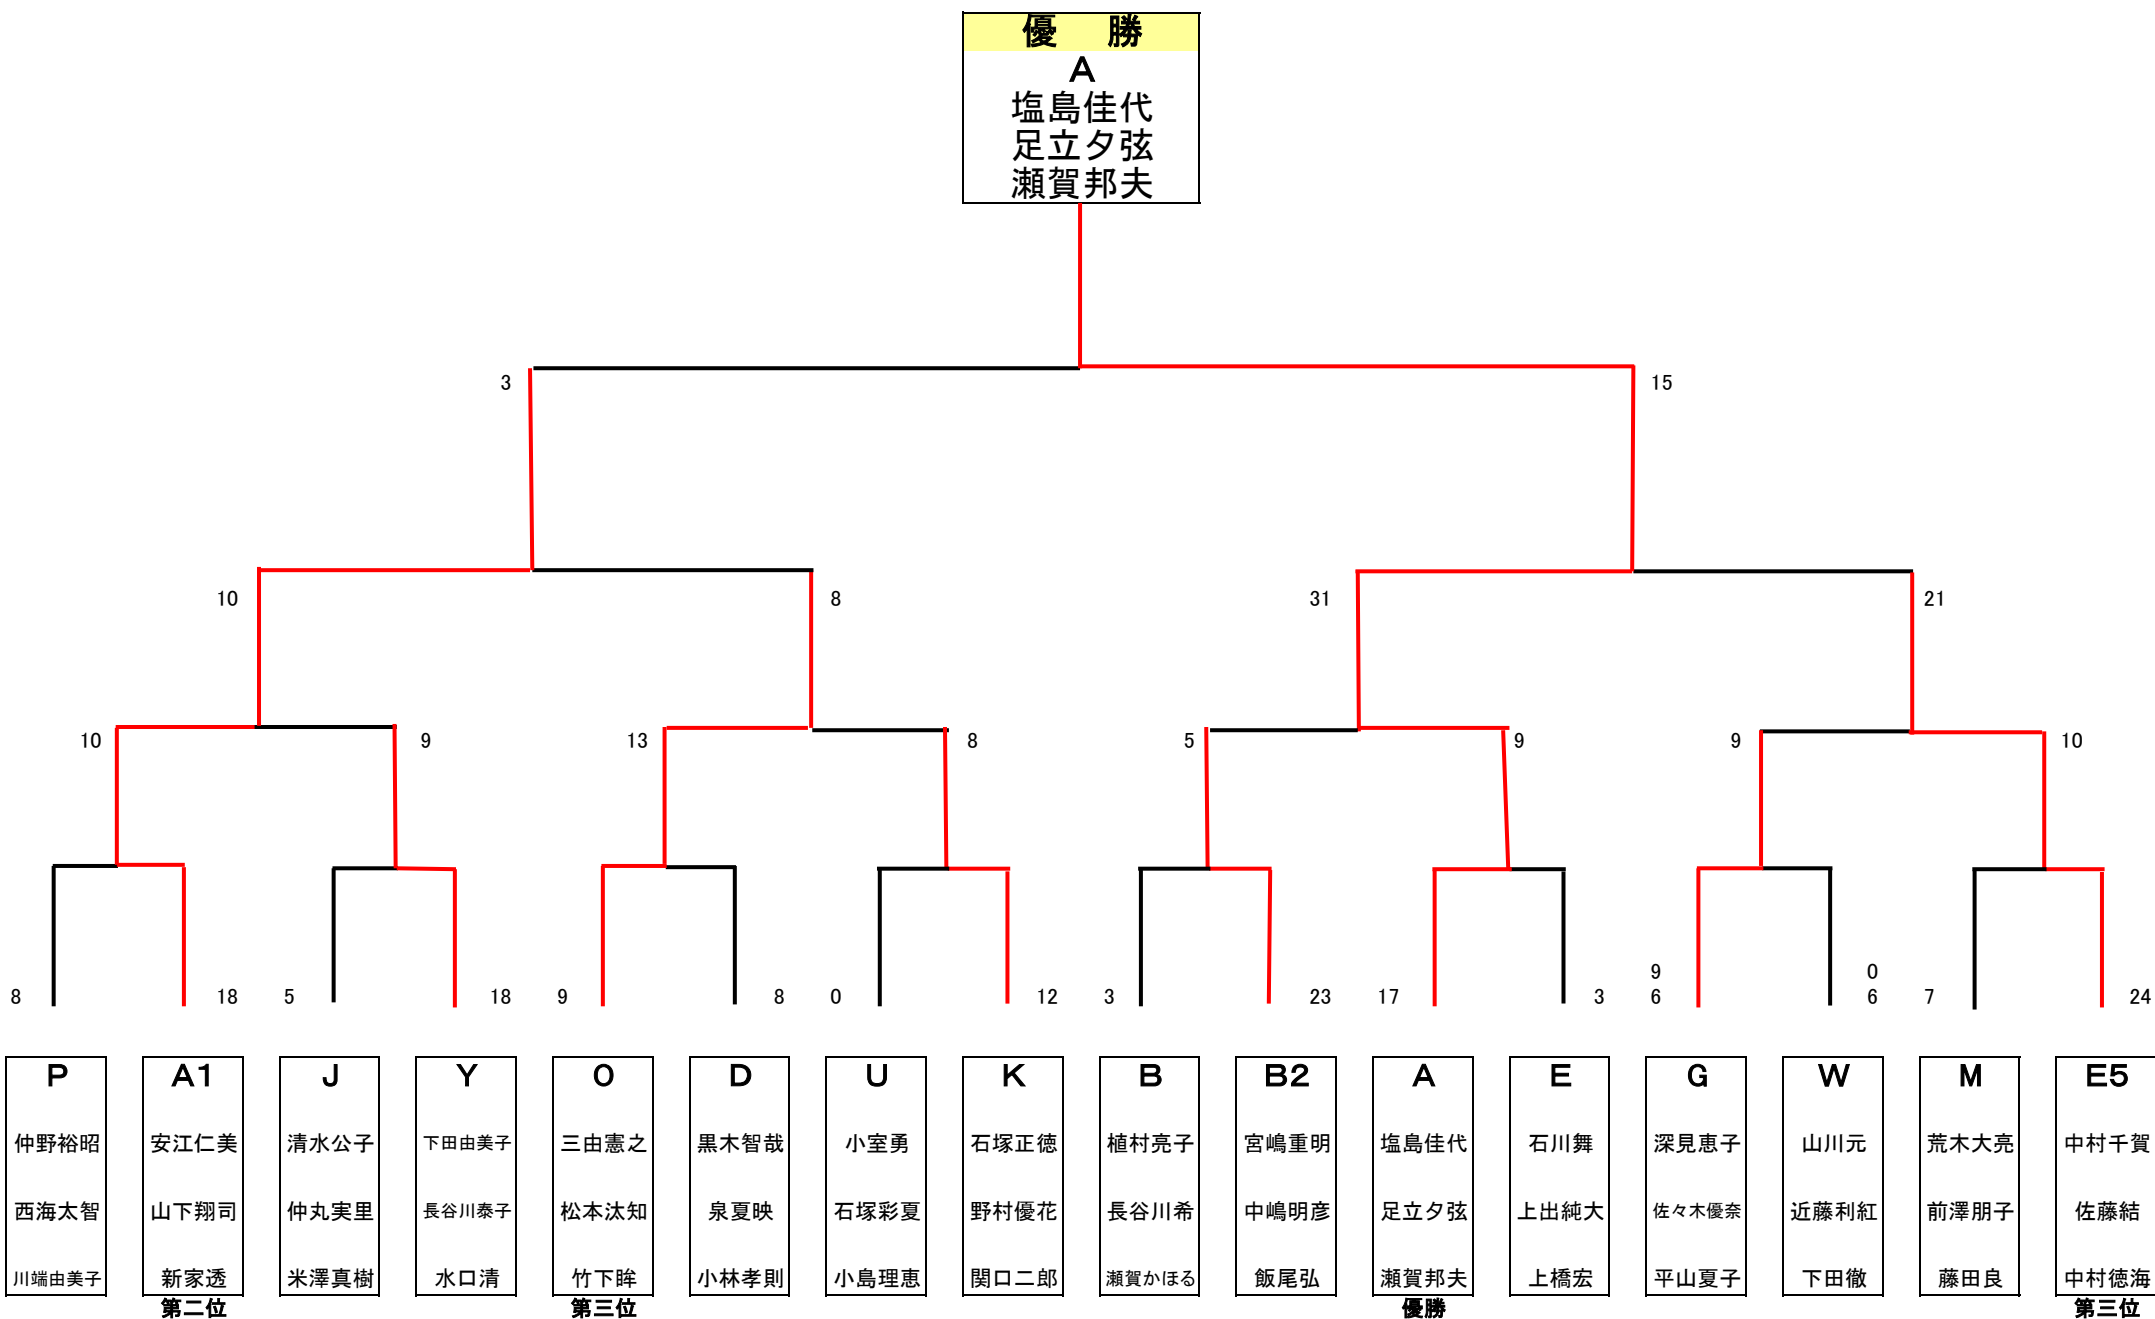 優 勝
A
塩島佳代
足立夕弦
瀬賀邦夫
3 15
10 8 31 21
10 9 13 8 5 9 9 10
9 0
8 18 5 18 9 8 0 12 3 23 17 3 6 6 7 24
P A1 J Y O D U K B B2 A E G W M E5
仲野裕昭 安江仁美 清水公子 下田由美子 三由憲之 黒木智哉 小室勇 石塚正徳 植村亮子 宮嶋重明 塩島佳代 石川舞 深見恵子 山川元 荒木大亮 中村千賀
西海太智 山下翔司 仲丸実里 長谷川泰子 松本汰知 泉夏映 石塚彩夏 野村優花 長谷川希 中嶋明彦 足立夕弦 上出純大 佐々木優奈 近藤利紅 前澤朋子 佐藤結
川端由美子 新家透 米澤真樹 水口清 竹下眸 小林孝則 小島理恵 関口二郎 瀬賀かほる 飯尾弘 瀬賀邦夫 上橋宏 平山夏子 下田徹 藤田良 中村徳海
第二位 第三位 優勝 第三位